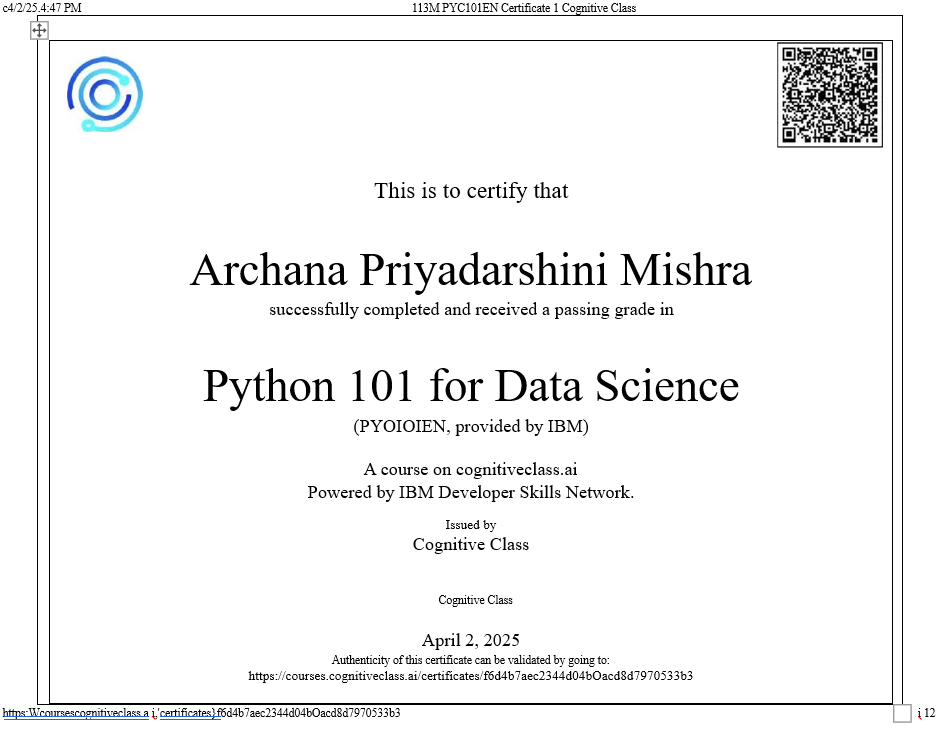 c4/2/25.4:47 PM 113M PYC101EN Certificate 1 Cognitive Class
This is to certify that
Archana Priyadarshini Mishra
successfully completed and received a passing grade in
Python 101 for Data Science
(PYOIOIEN, provided by IBM)
A course on cognitiveclass.ai
Powered by IBM Developer Skills Network.
Issued by
Cognitive Class
Cognitive Class
April 2, 2025
Authenticity of this certificate can be validated by going to:
https://courses.cognitiveclass.ai/certificates/f6d4b7aec2344d04bOacd8d7970533b3
https:Wcoursescognitiveclass.a i,'certificates}f6d4b7aec2344d04bOacd8d7970533b3 i 12